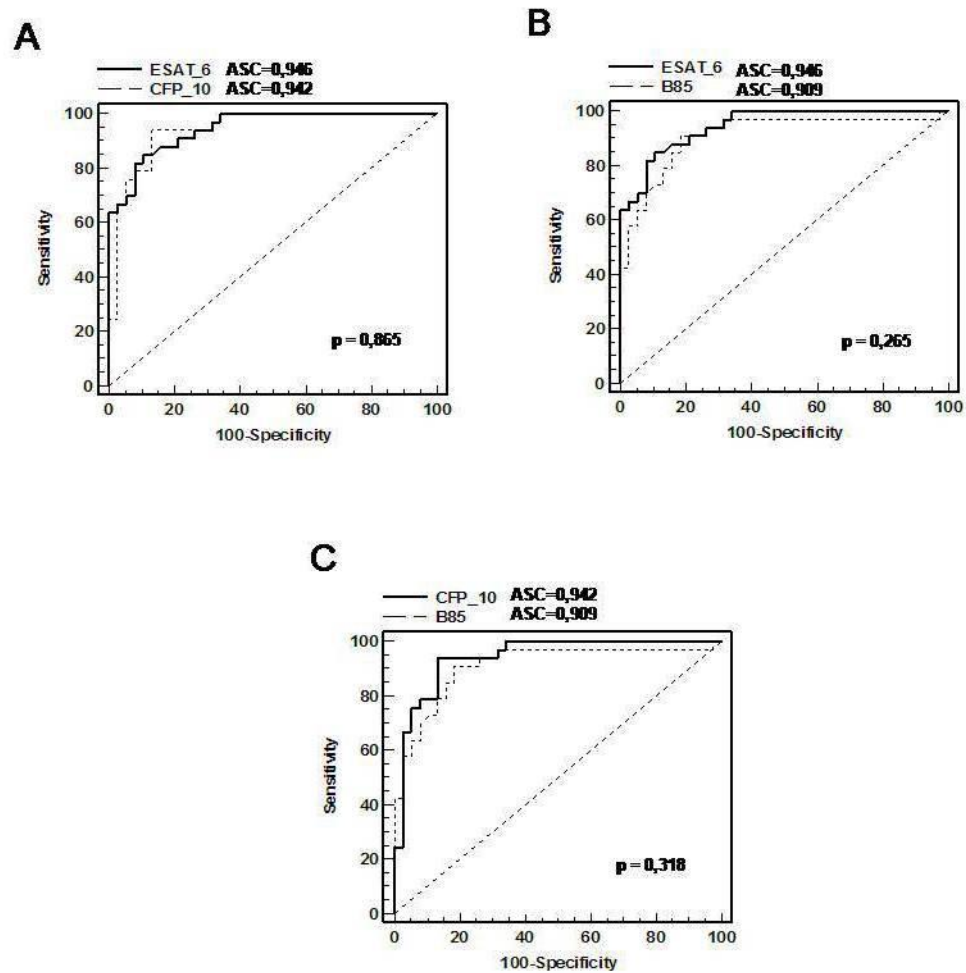 A
ESAT_6 ASC=0,946
CFP_10 ASC=0,942
100
80
60
40
20
0
Sensitivity
p = 0,865
0 20 40 60 80 100
100-Specificity
B
ESAT_6 ASC=0,946
B85 ASC=0,909
100
80
60
40
20
0
Sensitivity
p = 0,265
0 20 40 60 80 100
100-Specificity
C
CFP_10 ASC=0,942
B85 ASC=0,909
100
80
60
40
20
0
Sensitivity
p = 0,318
0 20 40 60 80 100
100-Specificity